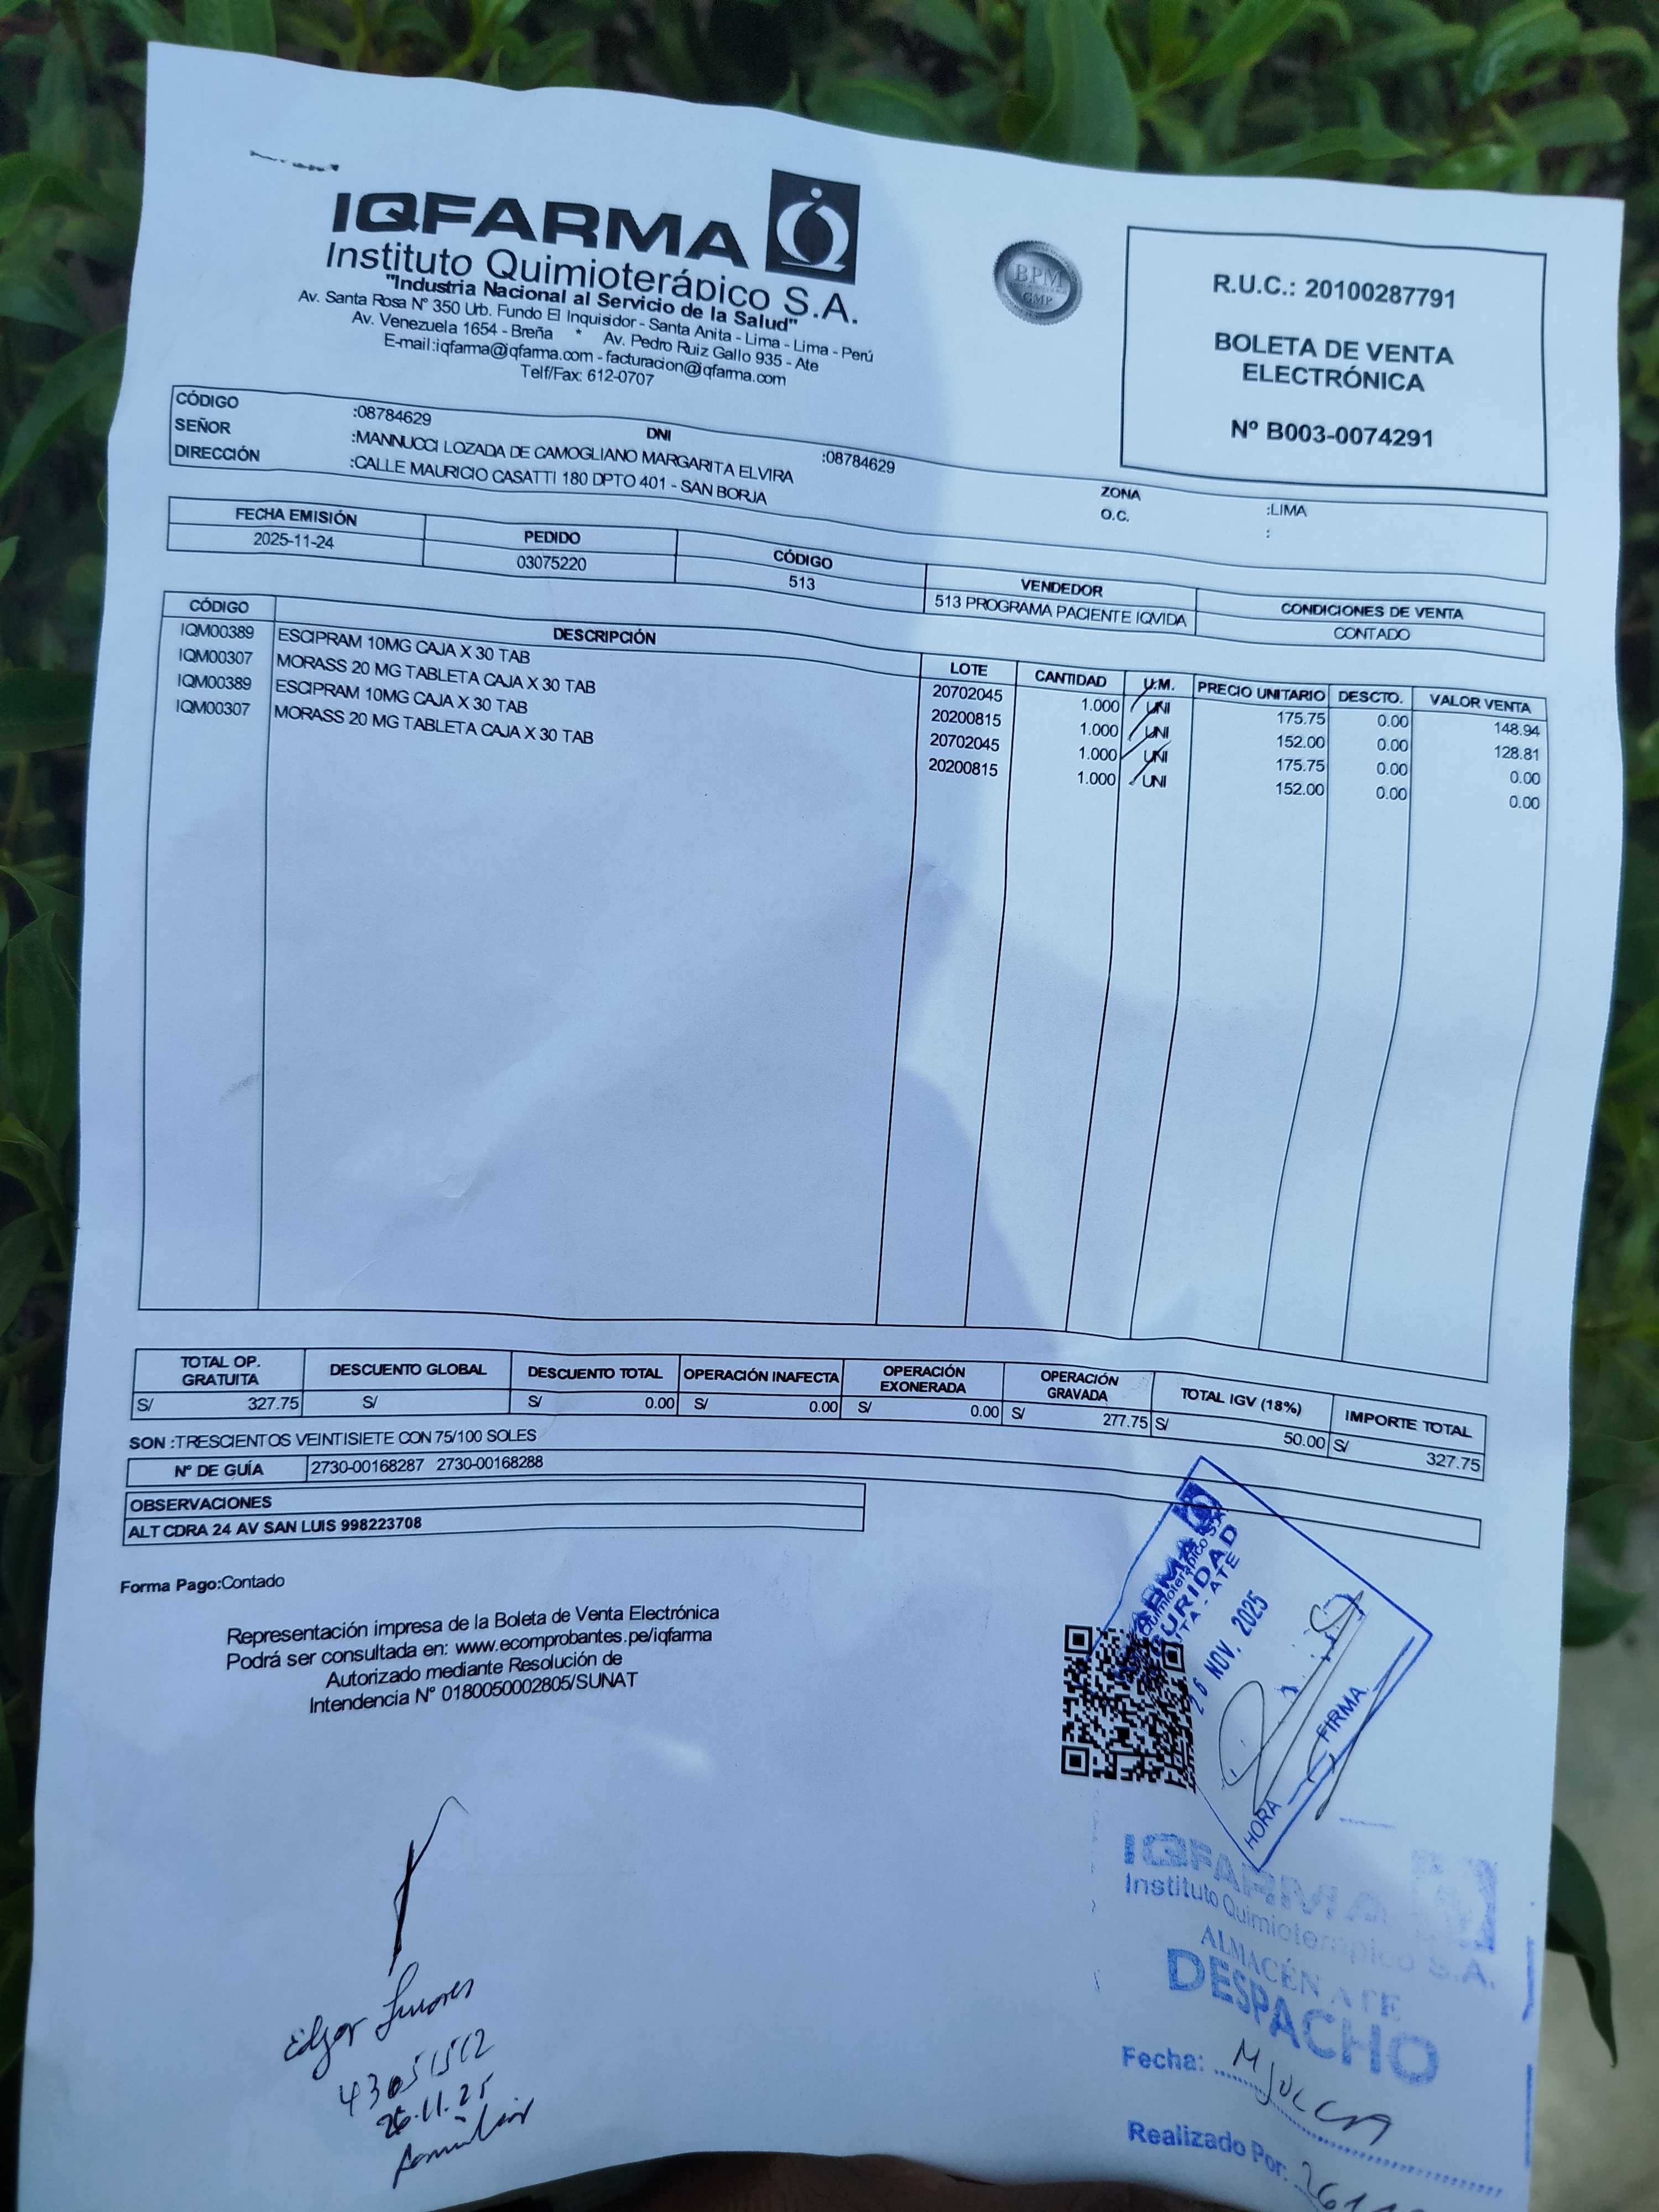 IQFARMA
Instituto Quimioterápico S.A.
"Industria Nacional al Servicio de la Salud"
Av. Santa Rosa N° 350 Urb. Fundo El Inquisidor - Santa Anita - Lima - Lima - Perú
Av. Venezuela 1654 - Breña * Av. Pedro Ruiz Gallo 935 - Ate
E-mail:iqfarma@iqfarma.com - facturacion@iqfarma.com
Telf/Fax: 612-0707
BPM
GMP
R.U.C.: 20100287791
BOLETA DE VENTA
ELECTRÓNICA
Nº B003-0074291
CÓDIGO :08784629 DNI :08784629
SEÑOR :MANNUCCI LOZADA DE CAMOGLIANO MARGARITA ELVIRA
DIRECCIÓN :CALLE MAURICIO CASATTI 180 DPTO 401 - SAN BORJA
ZONA :LIMA
O.C. :
FECHA EMISIÓN PEDIDO CÓDIGO VENDEDOR CONDICIONES DE VENTA
2025-11-24 03075220 513 513 PROGRAMA PACIENTE IQVIDA CONTADO
CÓDIGO DESCRIPCIÓN LOTE CANTIDAD U.M. PRECIO UNITARIO DESCTO. VALOR VENTA
IQM00389 ESCIPRAM 10MG CAJA X 30 TAB 20702045 1.000 UNI 175.75 0.00 148.94
IQM00307 MORASS 20 MG TABLETA CAJA X 30 TAB 20200815 1.000 UNI 152.00 0.00 128.81
IQM00389 ESCIPRAM 10MG CAJA X 30 TAB 20702045 1.000 UNI 175.75 0.00 0.00
IQM00307 MORASS 20 MG TABLETA CAJA X 30 TAB 20200815 1.000 UNI 152.00 0.00 0.00
TOTAL OP. GRATUITA DESCUENTO GLOBAL DESCUENTO TOTAL OPERACIÓN INAFECTA OPERACIÓN EXONERADA OPERACIÓN GRAVADA TOTAL IGV (18%) IMPORTE TOTAL
S/ 327.75 S/ S/ 0.00 S/ 0.00 S/ 0.00 S/ 277.75 S/ 50.00 S/ 327.75
SON :TRESCIENTOS VEINTISIETE CON 75/100 SOLES
Nº DE GUÍA 2730-00168287 2730-00168288
OBSERVACIONES
ALT CDRA 24 AV SAN LUIS 998223708
Forma Pago:Contado
Representación impresa de la Boleta de Venta Electrónica
Podrá ser consultada en: www.ecomprobantes.pe/iqfarma
Autorizado mediante Resolución de
Intendencia N° 0180050002805/SUNAT
26 NOV. 2025
HORA FIRMA
IQFARMA
Instituto Quimioterápico S.A.
ALMACÉN ATE
DESPACHO
Fecha:
Realizado Por:
Edgar
43051512
26.11.25